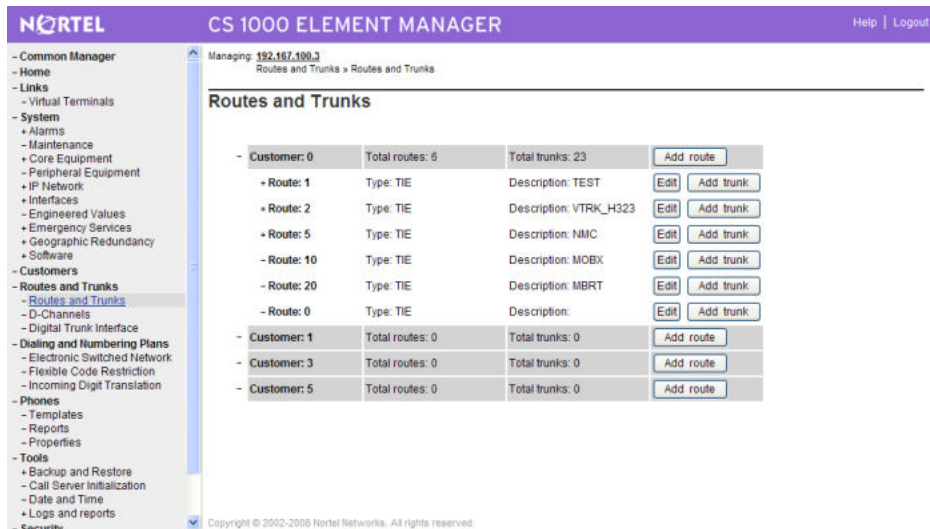 NØRTEL
CS 1000 ELEMENT MANAGER
Help | Logout
- Common Manager
- Home
- Links
- Virtual Terminals
- System
+ Alarms
- Maintenance
+ Core Equipment
- Peripheral Equipment
+ IP Network
+ Interfaces
- Engineered Values
+ Emergency Services
+ Geographic Redundancy
+ Software
- Customers
- Routes and Trunks
- Routes and Trunks
- D-Channels
- Digital Trunk Interface
- Dialing and Numbering Plans
- Electronic Switched Network
- Flexible Code Restriction
- Incoming Digit Translation
- Phones
- Templates
- Reports
- Properties
- Tools
+ Backup and Restore
- Call Server Initialization
- Date and Time
+ Logs and reports
- Security
Managing: 192.167.100.3
Routes and Trunks » Routes and Trunks
Routes and Trunks
- Customer: 0 Total routes: 6 Total trunks: 23 Add route
+ Route: 1 Type: TIE Description: TEST Edit Add trunk
+ Route: 2 Type: TIE Description: VTRK_H323 Edit Add trunk
+ Route: 5 Type: TIE Description: NMC Edit Add trunk
- Route: 10 Type: TIE Description: MOBX Edit Add trunk
- Route: 20 Type: TIE Description: MBRT Edit Add trunk
- Route: 0 Type: TIE Description: Edit Add trunk
- Customer: 1 Total routes: 0 Total trunks: 0 Add route
- Customer: 3 Total routes: 0 Total trunks: 0 Add route
- Customer: 5 Total routes: 0 Total trunks: 0 Add route
Copyright © 2002-2008 Nortel Networks. All rights reserved.